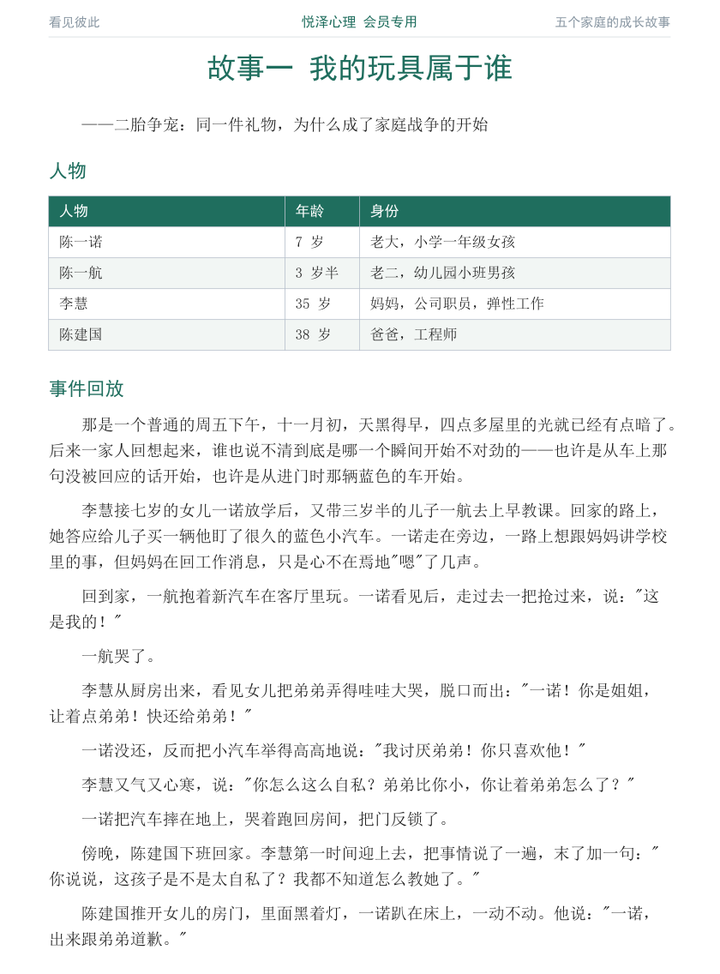 看见彼此 悦泽心理 会员专用 五个家庭的成长故事
故事一 我的玩具属于谁
——二胎争宠：同一件礼物，为什么成了家庭战争的开始
人物
人物 年龄 身份
陈一诺 7 岁 老大，小学一年级女孩
陈一航 3 岁半 老二，幼儿园小班男孩
李慧 35 岁 妈妈，公司职员，弹性工作
陈建国 38 岁 爸爸，工程师
事件回放
那是一个普通的周五下午，十一月初，天黑得早，四点多屋里的光就已经有点暗了。
后来一家人回想起来，谁也说不清到底是哪一个瞬间开始不对劲的——也许是从车上那
句没被回应的话开始，也许是从进门时那辆蓝色的车开始。
李慧接七岁的女儿一诺放学后，又带三岁半的儿子一航去上早教课。回家的路上，
她答应给儿子买一辆他盯了很久的蓝色小汽车。一诺走在旁边，一路上想跟妈妈讲学校
里的事，但妈妈在回工作消息，只是心不在焉地"嗯"了几声。
回到家，一航抱着新汽车在客厅里玩。一诺看见后，走过去一把抢过来，说："这
是我的！"
一航哭了。
李慧从厨房出来，看见女儿把弟弟弄得哇哇大哭，脱口而出："一诺！你是姐姐，
让着点弟弟！快还给弟弟！"
一诺没还，反而把小汽车举得高高地说："我讨厌弟弟！你只喜欢他！"
李慧又气又心寒，说："你怎么这么自私？弟弟比你小，你让着弟弟怎么了？"
一诺把汽车摔在地上，哭着跑回房间，把门反锁了。
傍晚，陈建国下班回家。李慧第一时间迎上去，把事情说了一遍，末了加一句："
你说说，这孩子是不是太自私了？我都不知道怎么教她了。"
陈建国推开女儿的房门，里面黑着灯，一诺趴在床上，一动不动。他说："一诺，
出来跟弟弟道歉。"